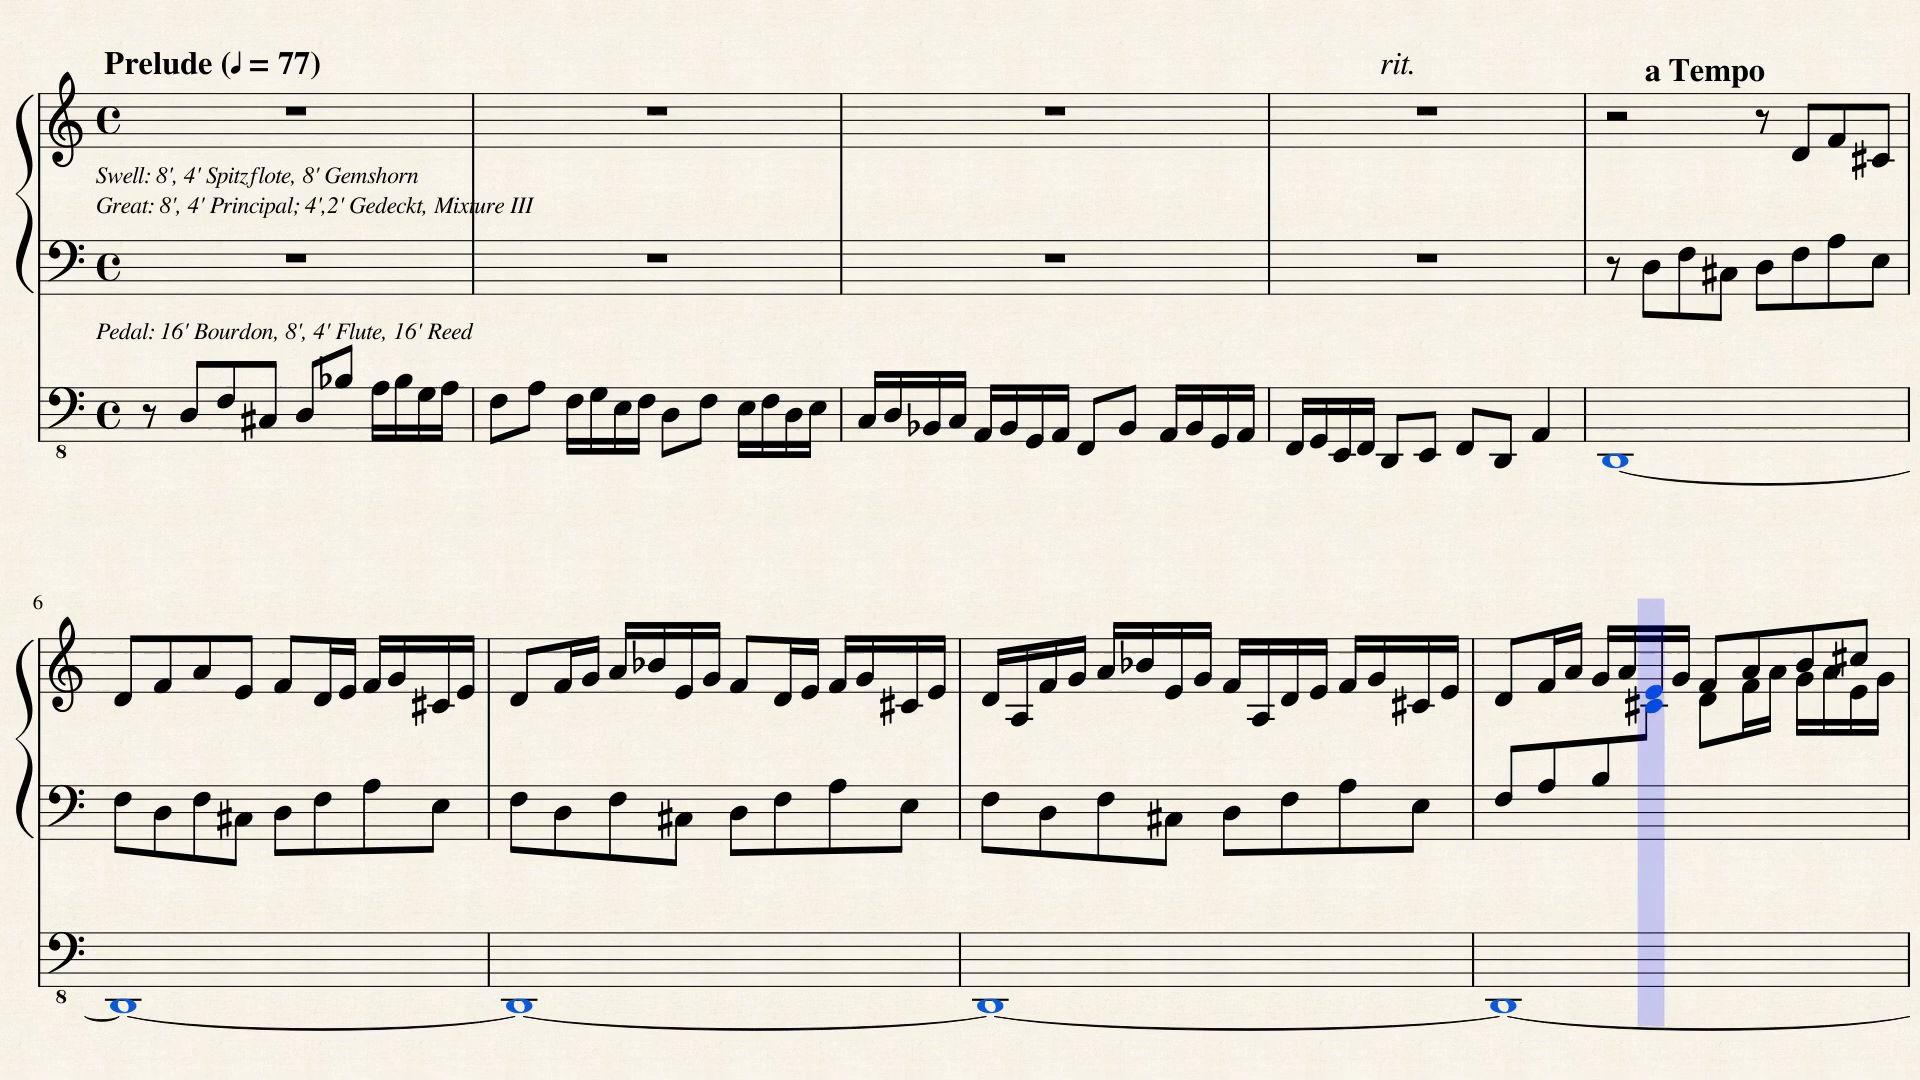 Prelude (♩ = 77)
rit.
a Tempo
Swell: 8', 4' Spitzflote, 8' Gemshorn
Great: 8', 4' Principal; 4',2' Gedeckt, Mixture III
Pedal: 16' Bourdon, 8', 4' Flute, 16' Reed
8
6
8